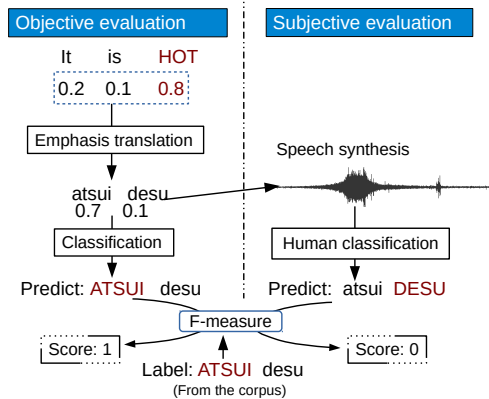 Objective evaluation
Subjective evaluation
It is HOT
0.2 0.1 0.8
Emphasis translation
Speech synthesis
atsui desu
0.7 0.1
Classification
Human classification
Predict: ATSUI desu
Predict: atsui DESU
F-measure
Score: 1
Score: 0
Label: ATSUI desu
(From the corpus)